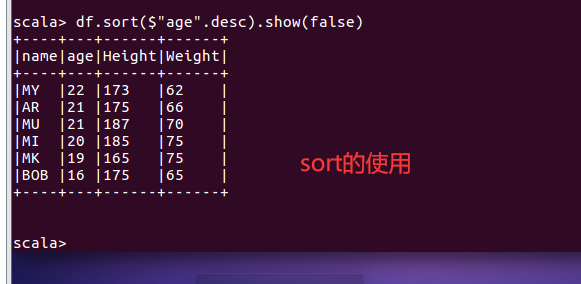 scala> df.sort($"age".desc).show(false)
+----+---+------+------+
|name|age|Height|Weight|
+----+---+------+------+
|MY  |22 |173   |62    |
|AR  |21 |175   |66    |
|MU  |21 |187   |70    |
|MI  |20 |185   |75    |
|MK  |19 |165   |75    |
|BOB |16 |175   |65    |
+----+---+------+------+
sort的使用
scala>